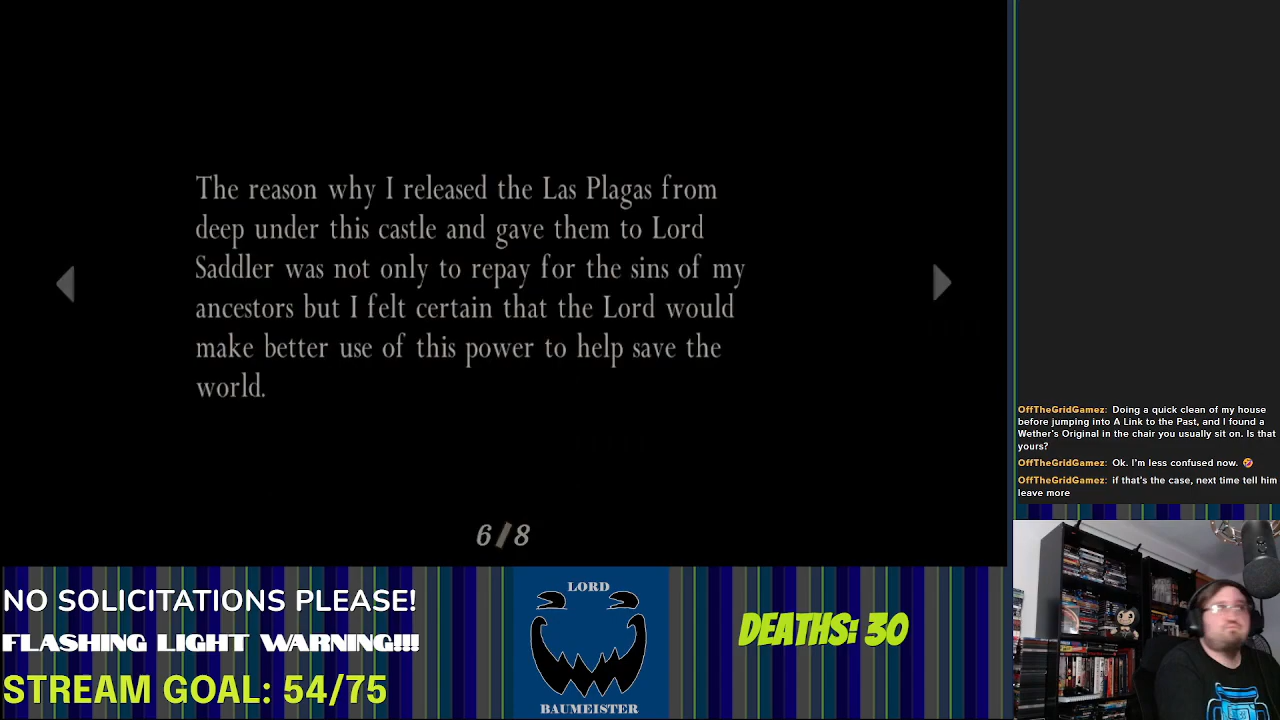 The reason why I released the Las Plagas from
deep under this castle and gave them to Lord
Saddler was not only to repay for the sins of my
ancestors but I felt certain that the Lord would
make better use of this power to help save the
world.
6/8
OffTheGridGamez: Doing a quick clean of my house
before jumping into A Link to the Past, and I found a
Wether's Original in the chair you usually sit on. Is that
yours?
OffTheGridGamez: Ok. I'm less confused now. 🤣
OffTheGridGamez: if that's the case, next time tell him
leave more
NO SOLICITATIONS PLEASE!
FLASHING LIGHT WARNING!!!!
STREAM GOAL: 54/75
LORD
BAUMEISTER
DEATHS: 30